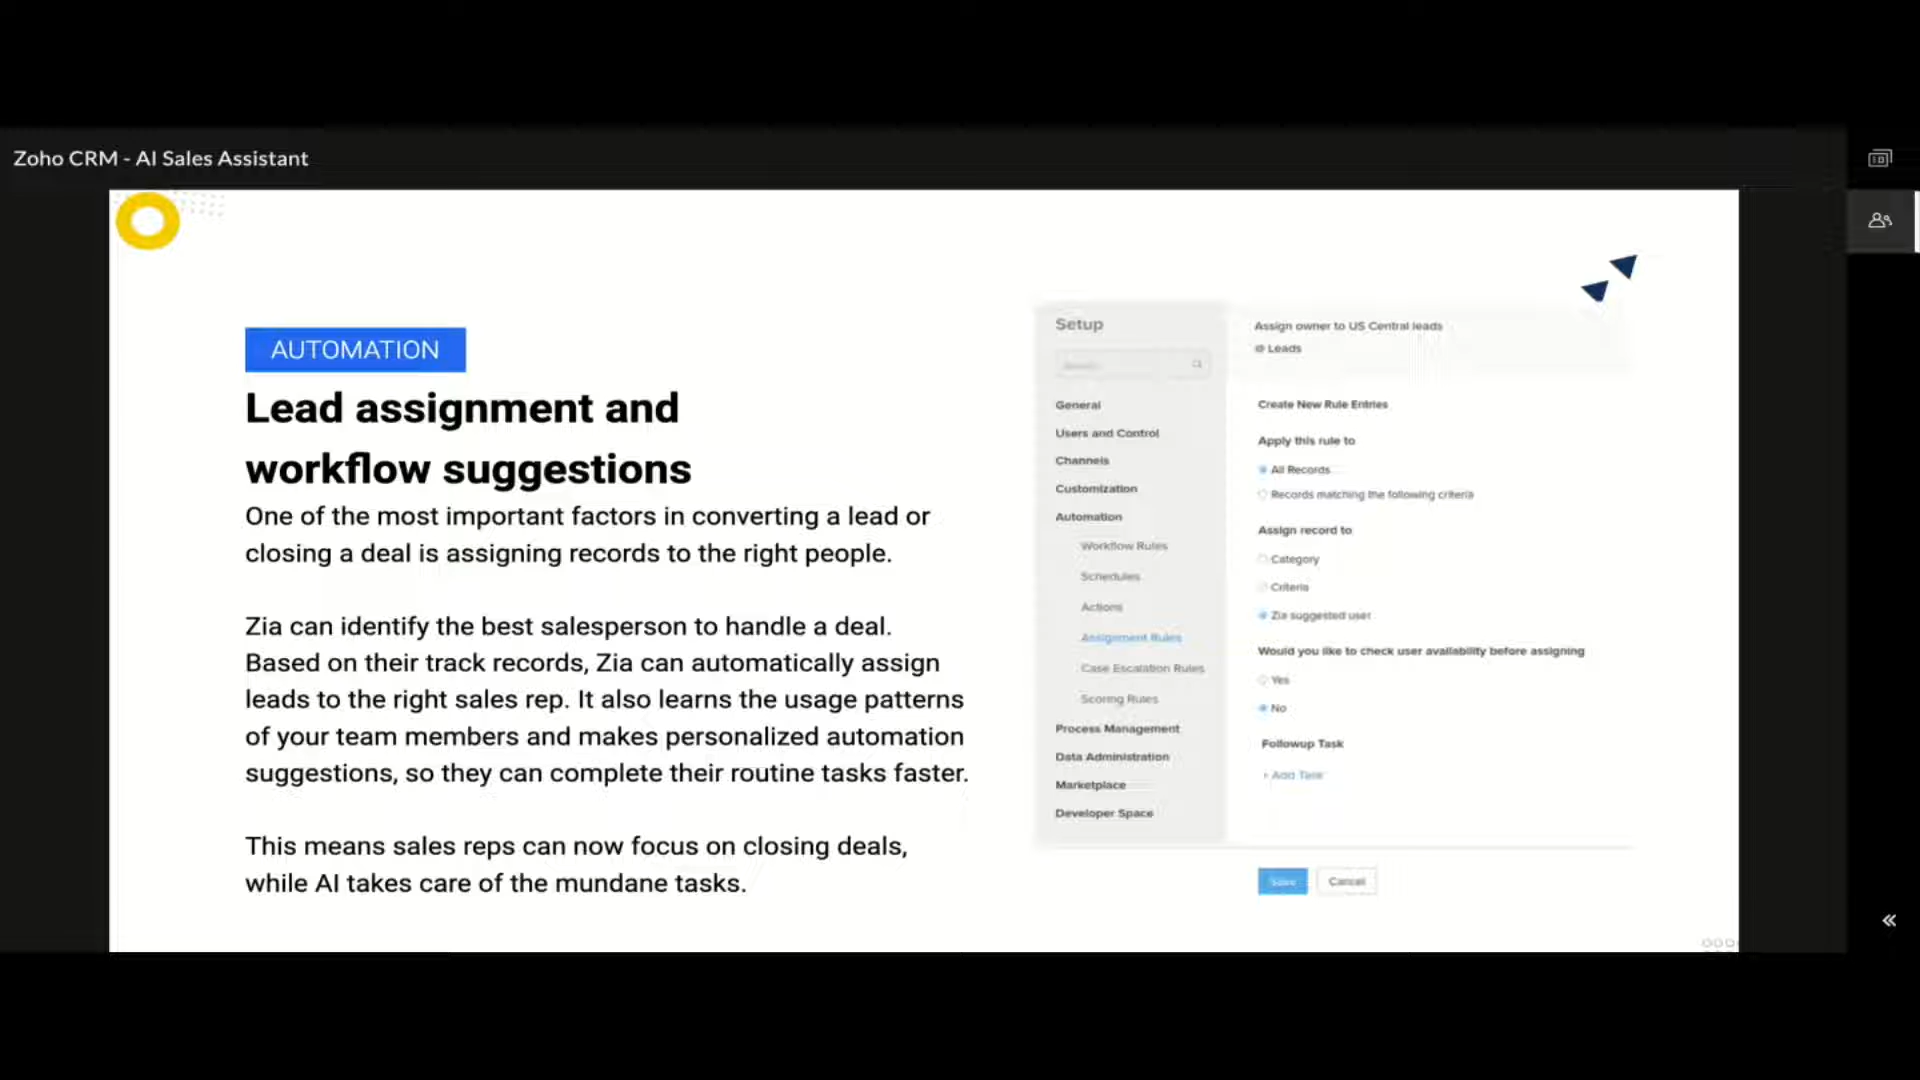 Zoho CRM - AI Sales Assistant
AUTOMATION
Lead assignment and
workflow suggestions
One of the most important factors in converting a lead or
closing a deal is assigning records to the right people.
Zia can identify the best salesperson to handle a deal.
Based on their track records, Zia can automatically assign
leads to the right sales rep. It also learns the usage patterns
of your team members and makes personalized automation
suggestions, so they can complete their routine tasks faster.
This means sales reps can now focus on closing deals,
while AI takes care of the mundane tasks.
Setup
General
Users and Control
Channels
Customization
Automation
Workflow Rules
Schedules
Actions
Assignment Rules
Case Escalation Rules
Scoring Rules
Process Management
Data Administration
Marketplace
Developer Space
Assign owner to US Central leads
@ Leads
Create New Rule Entries
Apply this rule to
All Records
Records matching the following criteria
Assign record to
Category
Criteria
Zia suggested user
Would you like to check user availability before assigning
Yes
No
Followup Task
+ Add Task
Save
Cancel